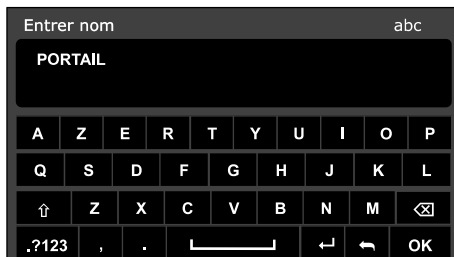 Entrer nom abc
PORTAIL
A Z E R T Y U I O P
Q S D F G H J K L
Z X C V B N M
.?123 , . OK